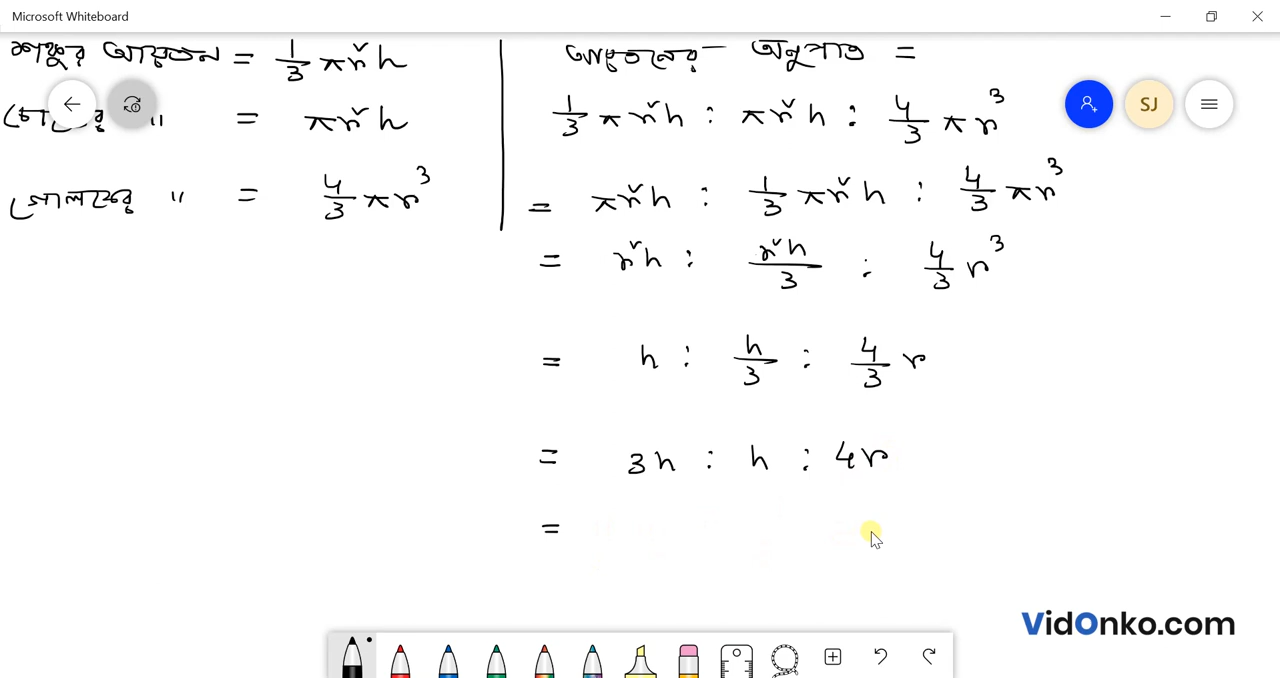 Microsoft Whiteboard
শঙ্কুর আয়তন = 1/3 πr²h
" = πr²h
গোলকের " = 4/3 πr³
আয়তনের অনুপাত =
1/3 πr²h : πr²h : 4/3 πr³
= πr²h : 1/3 πr²h : 4/3 πr³
= r²h : r²h/3 : 4/3 r³
= h : h/3 : 4/3 r
= 3h : h : 4r
=
SJ
VidOnko.com